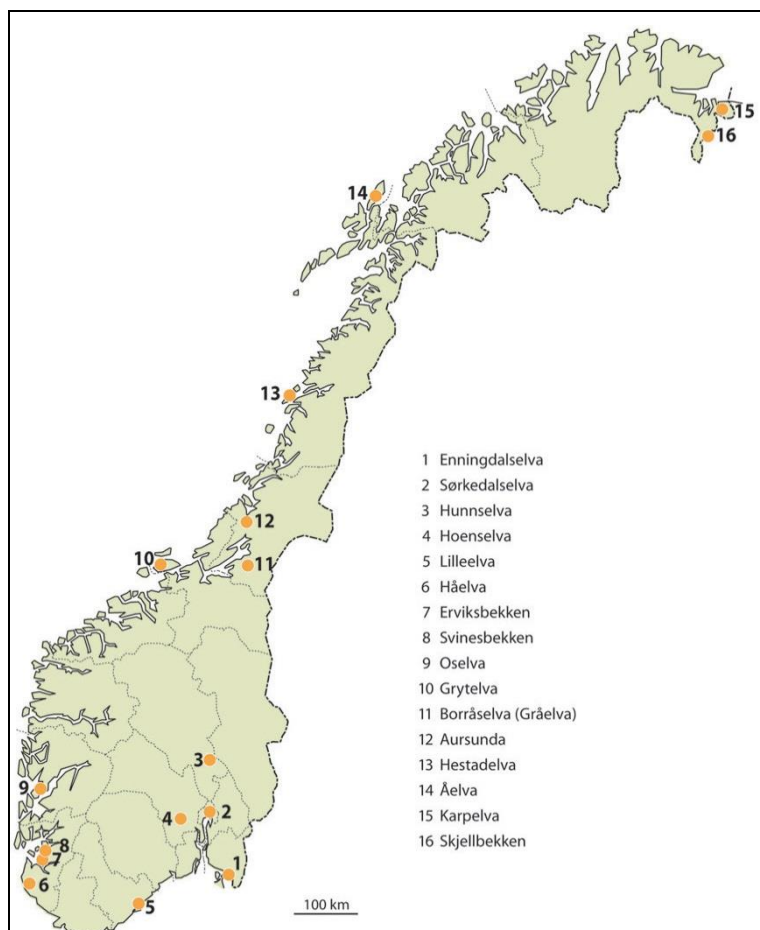 15
16
14
13
12
10
11
3
9
2
4
8
7
1
6
5
1 Enningdalselva
2 Sørkedalselva
3 Hunnselva
4 Hoenselva
5 Lilleelva
6 Håelva
7 Erviksbekken
8 Svinesbekken
9 Oselva
10 Grytelva
11 Borråselva (Gråelva)
12 Aursunda
13 Hestadelva
14 Åelva
15 Karpelva
16 Skjellbekken
100 km